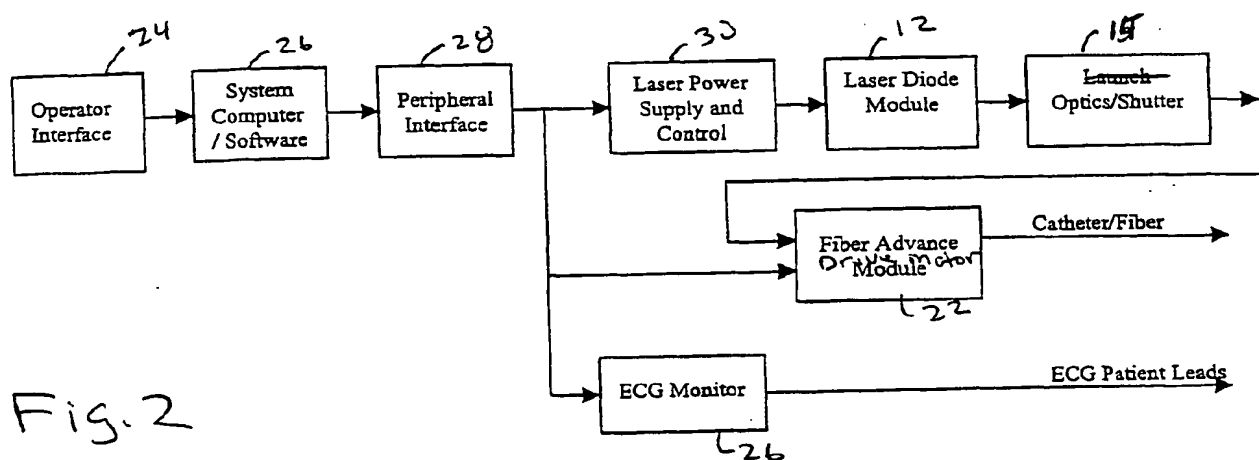 24
26
28
30
12
Operator
Interface
System
Computer
/ Software
Peripheral
Interface
Laser Power
Supply and
Control
Laser Diode
Module
Launch
Optics/Shutter
Fiber Advance
Drive motor
Module
22
Catheter/Fiber
ECG Monitor
26
ECG Patient Leads
Fig. 2